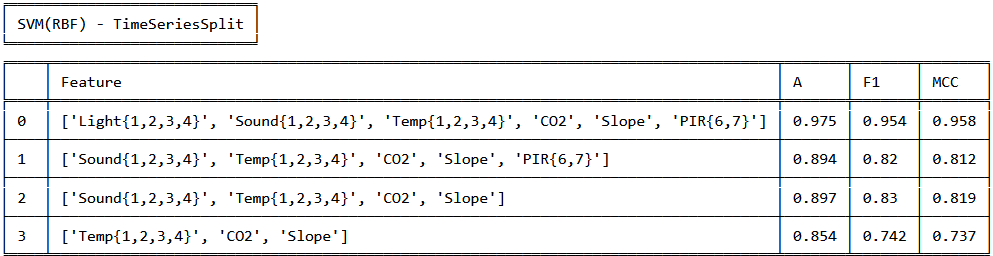 SVM(RBF) - TimeSeriesSplit
Feature A F1 MCC
0 ['Light{1,2,3,4}', 'Sound{1,2,3,4}', 'Temp{1,2,3,4}', 'CO2', 'Slope', 'PIR{6,7}'] 0.975 0.954 0.958
1 ['Sound{1,2,3,4}', 'Temp{1,2,3,4}', 'CO2', 'Slope', 'PIR{6,7}'] 0.894 0.82 0.812
2 ['Sound{1,2,3,4}', 'Temp{1,2,3,4}', 'CO2', 'Slope'] 0.897 0.83 0.819
3 ['Temp{1,2,3,4}', 'CO2', 'Slope'] 0.854 0.742 0.737